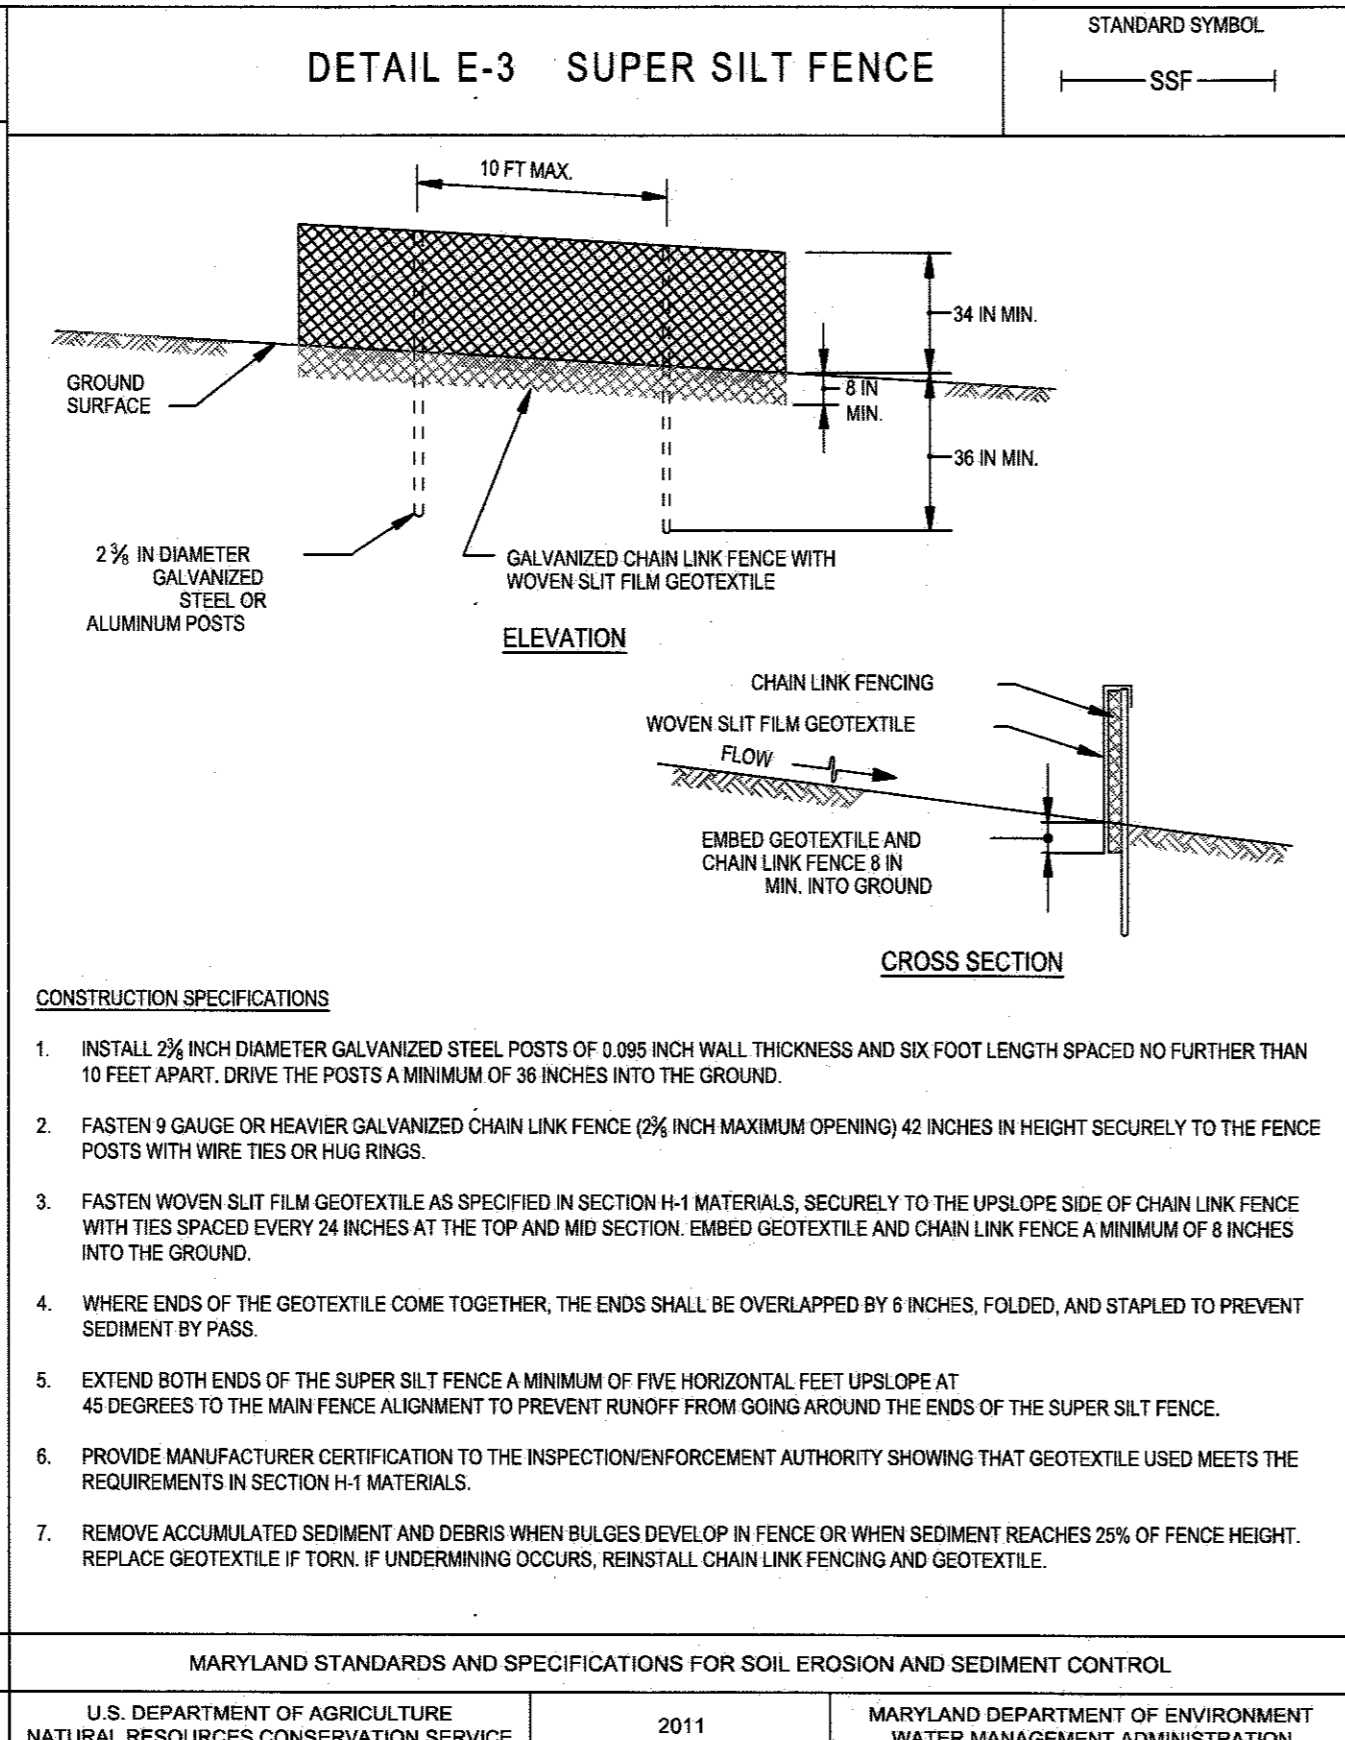 DETAIL E-3 SUPER SILT FENCE
STANDARD SYMBOL
SSF
10 FT MAX.
34 IN MIN.
GROUND
SURFACE
8 IN
MIN.
36 IN MIN.
2 ⅜ IN DIAMETER
GALVANIZED
STEEL OR
ALUMINUM POSTS
GALVANIZED CHAIN LINK FENCE WITH
WOVEN SLIT FILM GEOTEXTILE
ELEVATION
CHAIN LINK FENCING
WOVEN SLIT FILM GEOTEXTILE
FLOW
EMBED GEOTEXTILE AND
CHAIN LINK FENCE 8 IN
MIN. INTO GROUND
CROSS SECTION
CONSTRUCTION SPECIFICATIONS
1. INSTALL 2⅜ INCH DIAMETER GALVANIZED STEEL POSTS OF 0.095 INCH WALL THICKNESS AND SIX FOOT LENGTH SPACED NO FURTHER THAN
10 FEET APART. DRIVE THE POSTS A MINIMUM OF 36 INCHES INTO THE GROUND.
2. FASTEN 9 GAUGE OR HEAVIER GALVANIZED CHAIN LINK FENCE (2⅜ INCH MAXIMUM OPENING) 42 INCHES IN HEIGHT SECURELY TO THE FENCE
POSTS WITH WIRE TIES OR HUG RINGS.
3. FASTEN WOVEN SLIT FILM GEOTEXTILE AS SPECIFIED IN SECTION H-1 MATERIALS, SECURELY TO THE UPSLOPE SIDE OF CHAIN LINK FENCE
WITH TIES SPACED EVERY 24 INCHES AT THE TOP AND MID SECTION. EMBED GEOTEXTILE AND CHAIN LINK FENCE A MINIMUM OF 8 INCHES
INTO THE GROUND.
4. WHERE ENDS OF THE GEOTEXTILE COME TOGETHER, THE ENDS SHALL BE OVERLAPPED BY 6 INCHES, FOLDED, AND STAPLED TO PREVENT
SEDIMENT BY PASS.
5. EXTEND BOTH ENDS OF THE SUPER SILT FENCE A MINIMUM OF FIVE HORIZONTAL FEET UPSLOPE AT
45 DEGREES TO THE MAIN FENCE ALIGNMENT TO PREVENT RUNOFF FROM GOING AROUND THE ENDS OF THE SUPER SILT FENCE.
6. PROVIDE MANUFACTURER CERTIFICATION TO THE INSPECTION/ENFORCEMENT AUTHORITY SHOWING THAT GEOTEXTILE USED MEETS THE
REQUIREMENTS IN SECTION H-1 MATERIALS.
7. REMOVE ACCUMULATED SEDIMENT AND DEBRIS WHEN BULGES DEVELOP IN FENCE OR WHEN SEDIMENT REACHES 25% OF FENCE HEIGHT.
REPLACE GEOTEXTILE IF TORN. IF UNDERMINING OCCURS, REINSTALL CHAIN LINK FENCING AND GEOTEXTILE.
MARYLAND STANDARDS AND SPECIFICATIONS FOR SOIL EROSION AND SEDIMENT CONTROL
U.S. DEPARTMENT OF AGRICULTURE
NATURAL RESOURCES CONSERVATION SERVICE
2011
MARYLAND DEPARTMENT OF ENVIRONMENT
WATER MANAGEMENT ADMINISTRATION